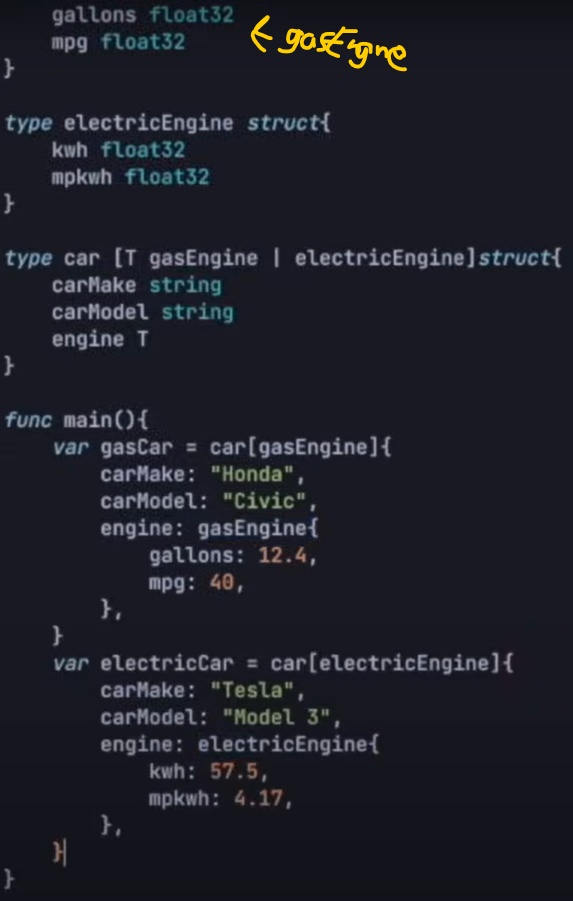 gallons float32
    mpg float32 ← gasEngine
}

type electricEngine struct{
    kwh float32
    mpkwh float32
}

type car [T gasEngine | electricEngine]struct{
    carMake string
    carModel string
    engine T
}

func main(){
    var gasCar = car[gasEngine]{
        carMake: "Honda",
        carModel: "Civic",
        engine: gasEngine{
            gallons: 12.4,
            mpg: 40,
        },
    }
    var electricCar = car[electricEngine]{
        carMake: "Tesla",
        carModel: "Model 3",
        engine: electricEngine{
            kwh: 57.5,
            mpkwh: 4.17,
        },
    }
}